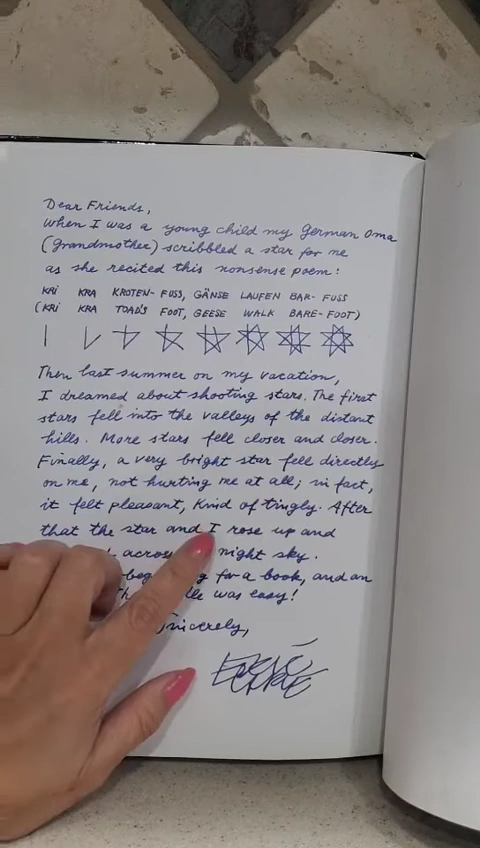 Dear Friends,
When I was a young child my German Oma
(grandmother) scribbled a star for me
as she recited this nonsense poem:
KRI KRA KROTEN-FUSS, GÄNSE LAUFEN BAR-FUSS
(KRI KRA TOAD'S FOOT, GEESE WALK BARE-FOOT)
Then last summer on my vacation,
I dreamed about shooting stars. The first
stars fell into the valleys of the distant
hills. More stars fell closer and closer.
Finally, a very bright star fell directly
on me, not hurting me at all; in fact,
it felt pleasant, kind of tingly. After
that the star and I rose up and
across night sky.
for a book, and an
was easy!
Sincerely,
ERIC CARLE